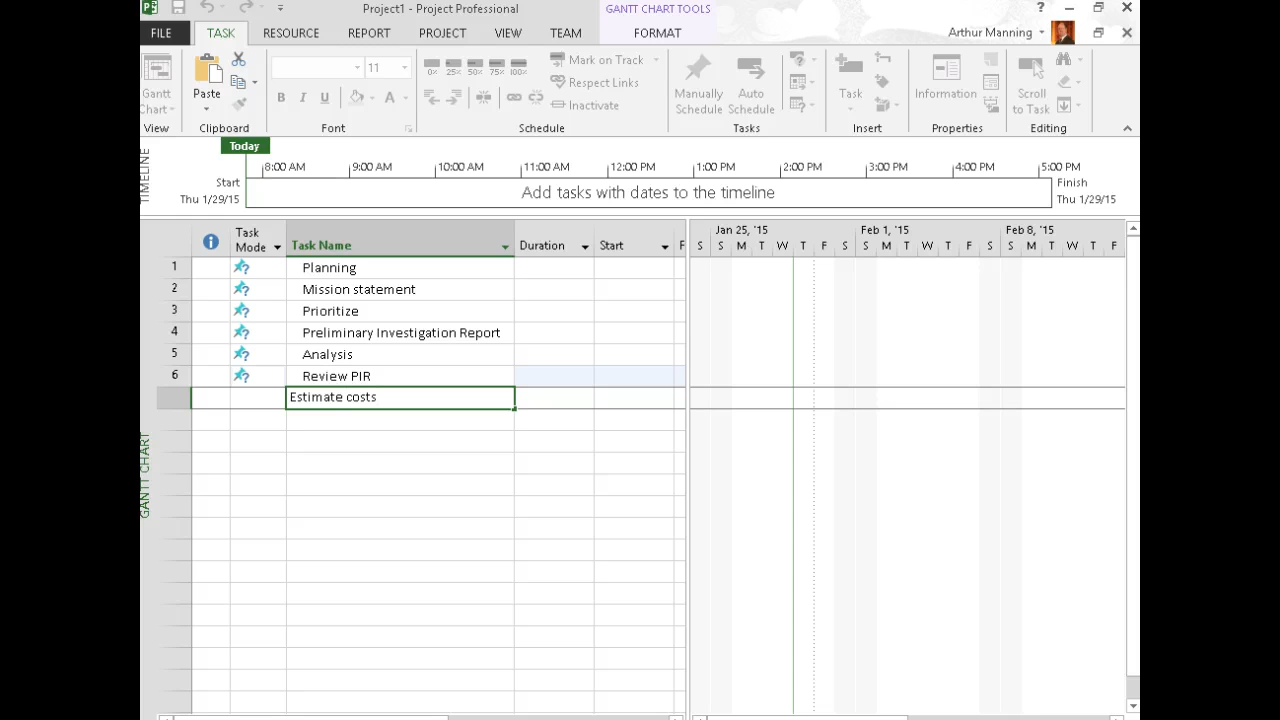 Project1 - Project Professional
GANTT CHART TOOLS
?
FILE
TASK
RESOURCE
REPORT
PROJECT
VIEW
TEAM
FORMAT
Arthur Manning
Gantt
Chart
View
Paste
Clipboard
11
B I U A
Font
0% 25% 50% 75% 100%
Mark on Track
Respect Links
Inactivate
Schedule
Manually
Schedule
Auto
Schedule
Tasks
Task
Insert
Information
Properties
Scroll
to Task
Editing
Today
TIMELINE
8:00 AM 9:00 AM 10:00 AM 11:00 AM 12:00 PM 1:00 PM 2:00 PM 3:00 PM 4:00 PM 5:00 PM
Start
Thu 1/29/15
Add tasks with dates to the timeline
Finish
Thu 1/29/15
Task
Mode
Task Name
Duration
Start
F
Jan 25, '15 Feb 1, '15 Feb 8, '15
S S M T W T F S S M T W T F S S M T W T F
1 Planning
2 Mission statement
3 Prioritize
4 Preliminary Investigation Report
5 Analysis
6 Review PIR
Estimate costs
GANTT CHART